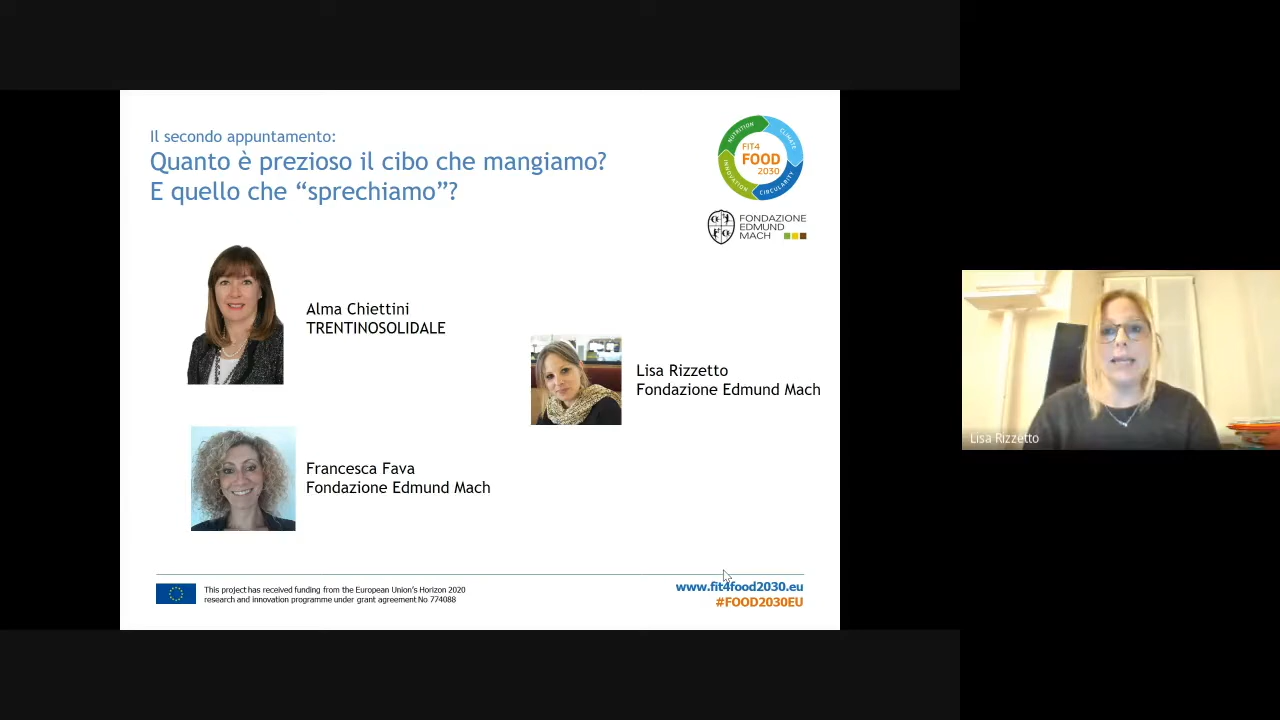 Il secondo appuntamento:
Quanto è prezioso il cibo che mangiamo?
E quello che “sprechiamo”?
NUTRITION
CLIMATE
INNOVATION
CIRCULARITY
FIT4
FOOD
2030
FONDAZIONE
EDMUND
MACH
Alma Chiettini
TRENTINOSOLIDALE
Lisa Rizzetto
Fondazione Edmund Mach
Francesca Fava
Fondazione Edmund Mach
This project has received funding from the European Union’s Horizon 2020
research and innovation programme under grant agreement No 774088
www.fit4food2030.eu
#FOOD2030EU
Lisa Rizzetto